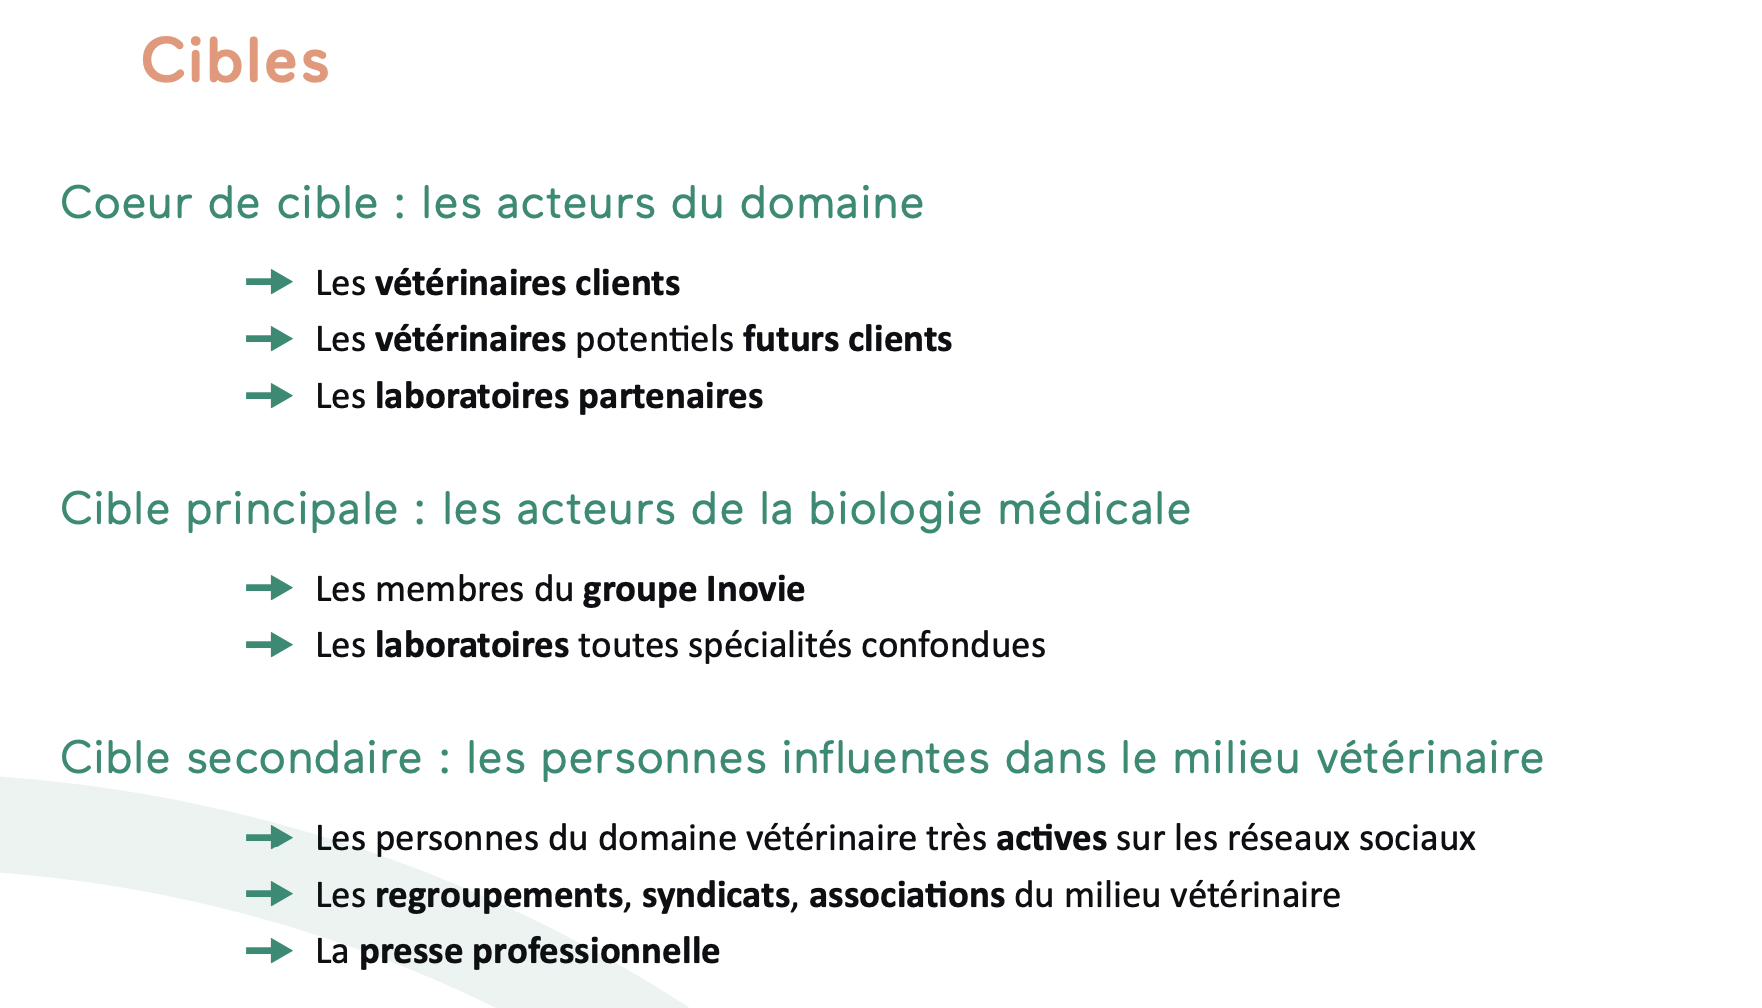 Cibles
Coeur de cible : les acteurs du domaine
Les vétérinaires clients
Les vétérinaires potentiels futurs clients
Les laboratoires partenaires
Cible principale : les acteurs de la biologie médicale
Les membres du groupe Inovie
Les laboratoires toutes spécialités confondues
Cible secondaire : les personnes influentes dans le milieu vétérinaire
Les personnes du domaine vétérinaire très actives sur les réseaux sociaux
Les regroupements, syndicats, associations du milieu vétérinaire
La presse professionnelle